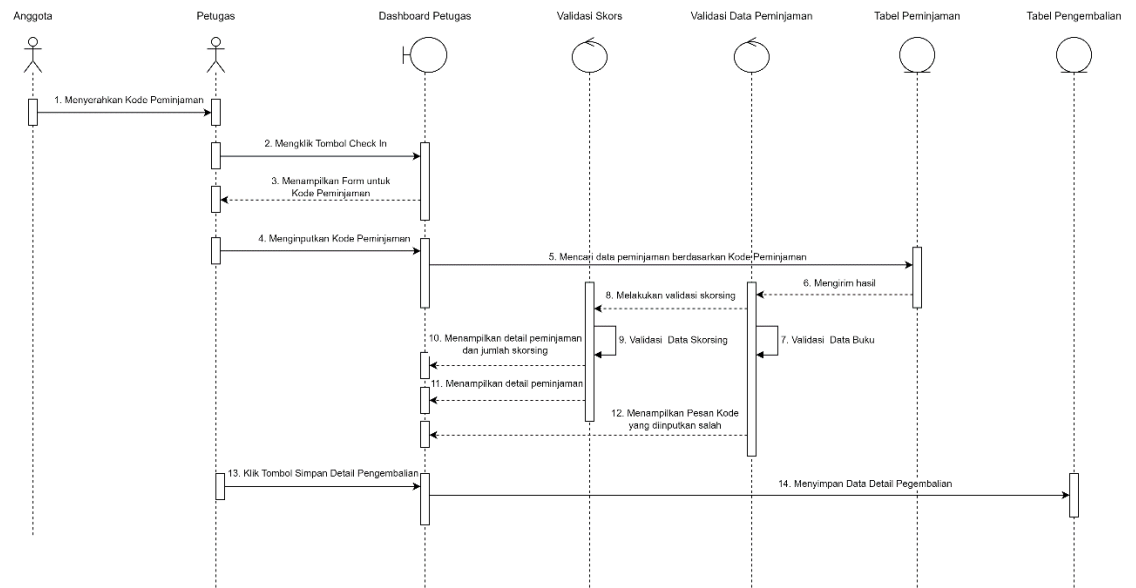 Anggota
Petugas
Dashboard Petugas
Validasi Skors
Validasi Data Peminjaman
Tabel Peminjaman
Tabel Pengembalian
1. Menyerahkan Kode Peminjaman
2. Mengklik Tombol Check In
3. Menampilkan Form untuk
Kode Peminjaman
4. Menginputkan Kode Peminjaman
5. Mencari data peminjaman berdasarkan Kode Peminjaman
6. Mengirim hasil
8. Melakukan validasi skorsing
10. Menampilkan detail peminjaman
dan jumlah skorsing
9. Validasi Data Skorsing
7. Validasi Data Buku
11. Menampilkan detail peminjaman
12. Menampilkan Pesan Kode
yang diinputkan salah
13. Klik Tombol Simpan Detail Pengembalian
14. Menyimpan Data Detail Pegembalian